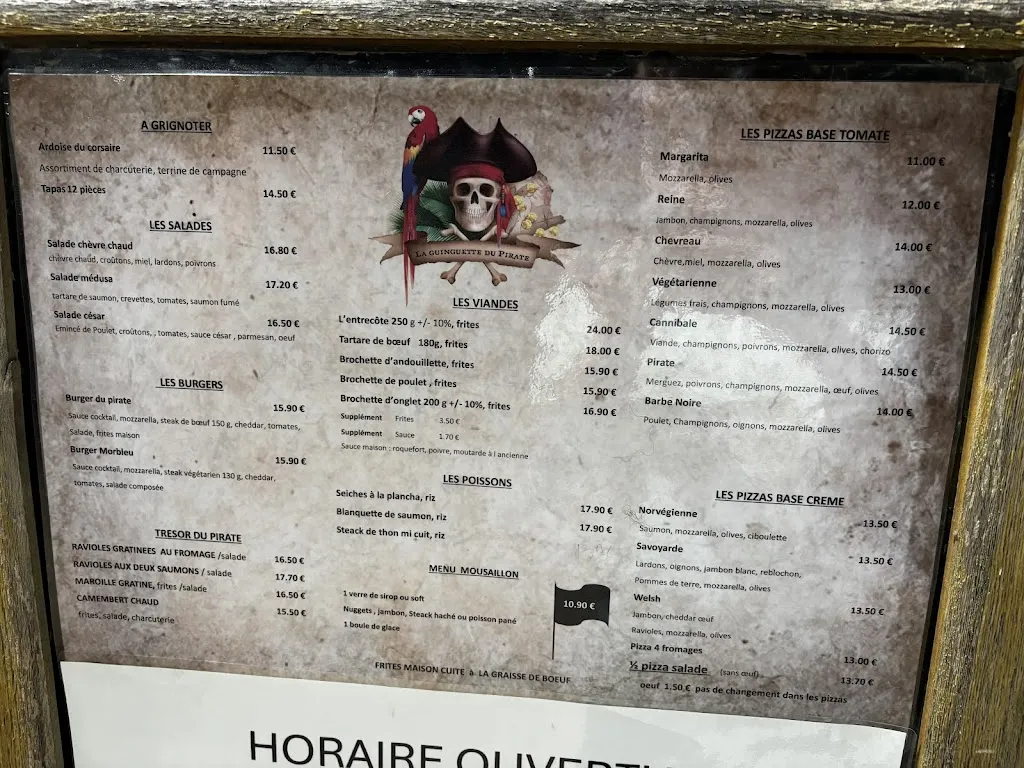 A GRIGNOTER
Ardoise du corsaire 11.50 €
Assortiment de charcuterie, terrine de campagne
Tapas 12 pièces 14.50 €
LES SALADES
Salade chèvre chaud 16.80 €
chèvre chaud, croûtons, miel, lardons, poivrons
Salade médusa 17.20 €
tartare de saumon, crevettes, tomates, saumon fumé
Salade césar 16.50 €
Emincé de Poulet, croûtons, , tomates, sauce césar , parmesan, oeuf
LES BURGERS
Burger du pirate 15.90 €
Sauce cocktail, mozzarella, steak de bœuf 150 g, cheddar, tomates,
Salade, frites maison
Burger Morbleu 15.90 €
Sauce cocktail, mozzarella, steak végétarien 130 g, cheddar,
tomates, salade composée
TRESOR DU PIRATE
RAVIOLES GRATINEES AU FROMAGE /salade 16.50 €
RAVIOLES AUX DEUX SAUMONS / salade 17.70 €
MAROILLE GRATINE, frites /salade 16.50 €
CAMEMBERT CHAUD 15.50 €
frites, salade, charcuterie
LA GUINGUETTE DU PIRATE
LES VIANDES
L'entrecôte 250 g +/- 10%, frites 24.00 €
Tartare de bœuf 180g, frites 18.00 €
Brochette d'andouillette, frites 15.90 €
Brochette de poulet , frites 15.90 €
Brochette d'onglet 200 g +/- 10%, frites 16.90 €
Supplément Frites 3.50 €
Supplément Sauce 1.70 €
Sauce maison : roquefort, poivre, moutarde à l ancienne
LES POISSONS
Seiches à la plancha, riz 17.90 €
Blanquette de saumon, riz 17.90 €
Steack de thon mi cuit, riz
MENU MOUSAILLON
1 verre de sirop ou soft
Nuggets , jambon, Steack haché ou poisson pané
1 boule de glace
10.90 €
FRITES MAISON CUITE à LA GRAISSE DE BOEUF
LES PIZZAS BASE TOMATE
Margarita 11.00 €
Mozzarella, olives
Reine 12.00 €
Jambon, champignons, mozzarella, olives
Chevreau 14.00 €
Chèvre,miel, mozzarella, olives
Végétarienne 13.00 €
Légumes frais, champignons, mozzarella, olives
Cannibale 14.50 €
Viande, champignons, poivrons, mozzarella, olives, chorizo
Pirate 14.50 €
Merguez, poivrons, champignons, mozzarella, œuf, olives
Barbe Noire 14.00 €
Poulet, Champignons, oignons, mozzarella, olives
LES PIZZAS BASE CREME
Norvégienne 13.50 €
Saumon, mozzarella, olives, ciboulette
Savoyarde 13.50 €
Lardons, oignons, jambon blanc, reblochon,
Pommes de terre, mozzarella, olives
Welsh 13.50 €
Jambon, cheddar œuf
Ravioles, mozzarella, olives
Pizza 4 fromages 13.00 €
½ pizza salade (sans œuf) 13.70 €
oeuf 1.50 € pas de changement dans les pizzas
HORAIRE